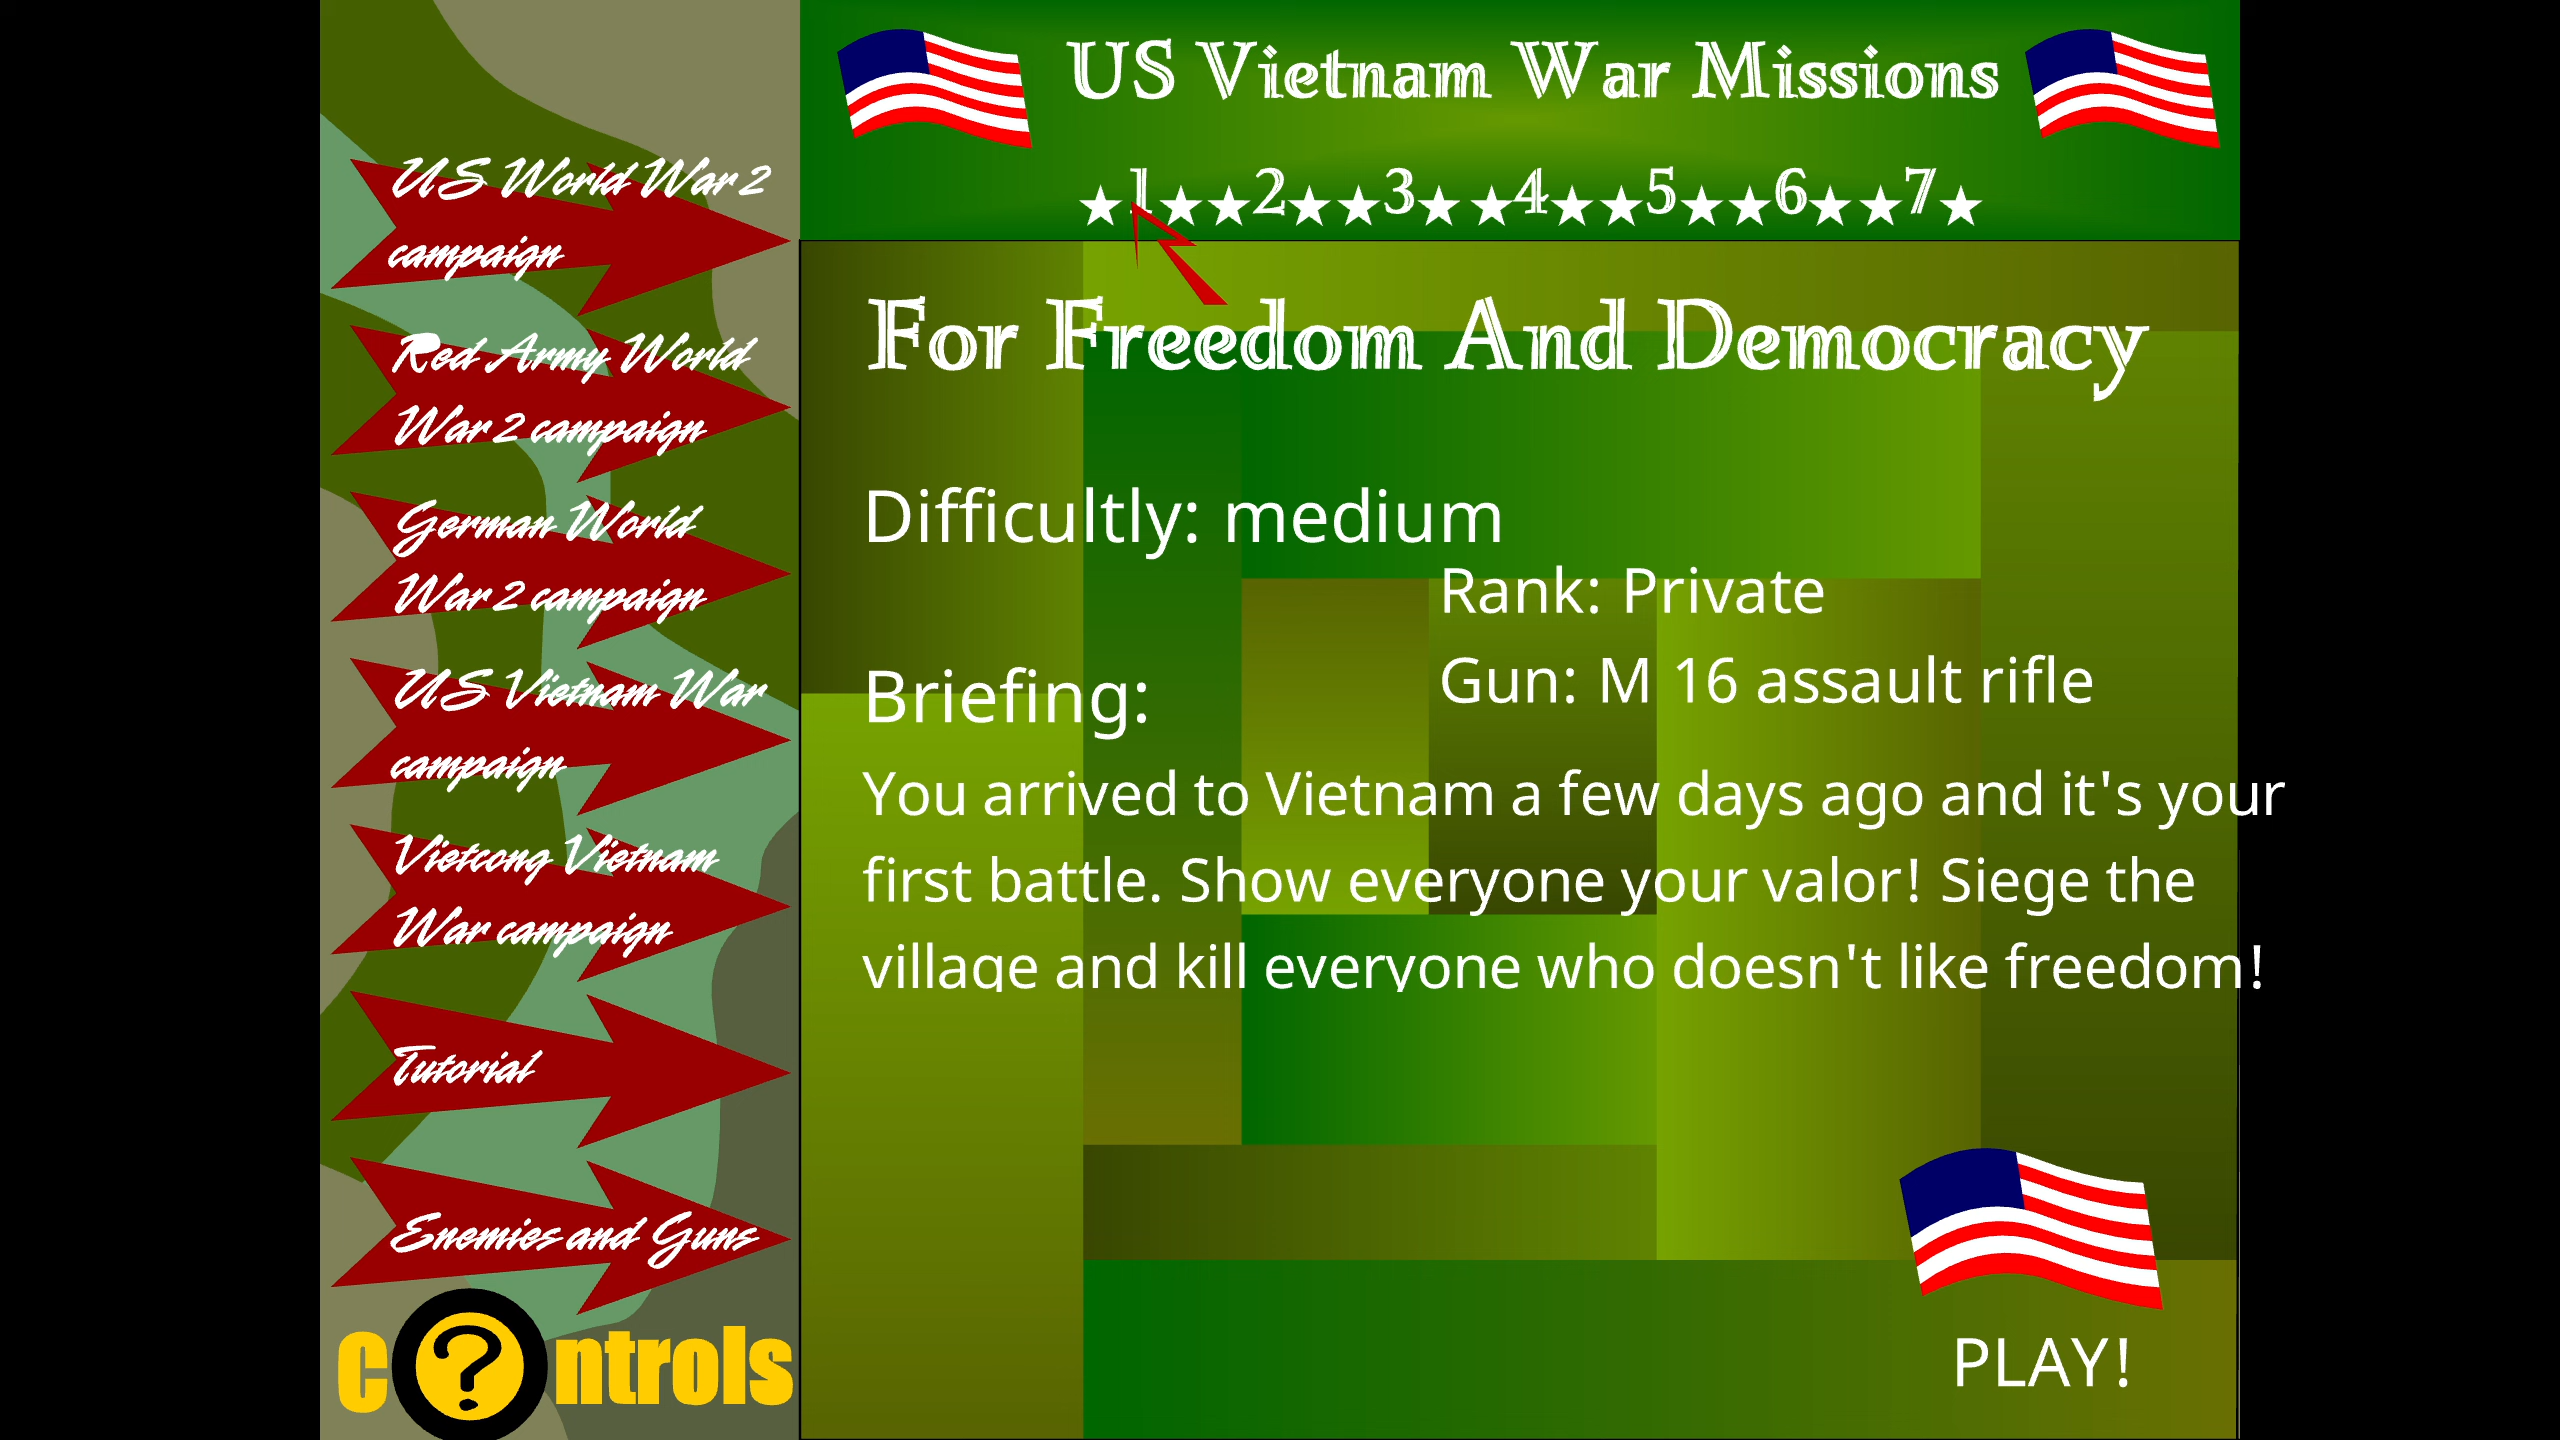 US Vietnam War Missions
★1★★2★★3★★4★★5★★6★★7★
US World War 2
campaign
Red Army World
War 2 campaign
German World
War 2 campaign
US Vietnam War
campaign
Vietcong Vietnam
War campaign
Tutorial
Enemies and Guns
c?ntrols
For Freedom And Democracy
Difficultly: medium
Rank: Private
Gun: M 16 assault rifle
Briefing:
You arrived to Vietnam a few days ago and it's your
first battle. Show everyone your valor! Siege the
village and kill everyone who doesn't like freedom!
PLAY!